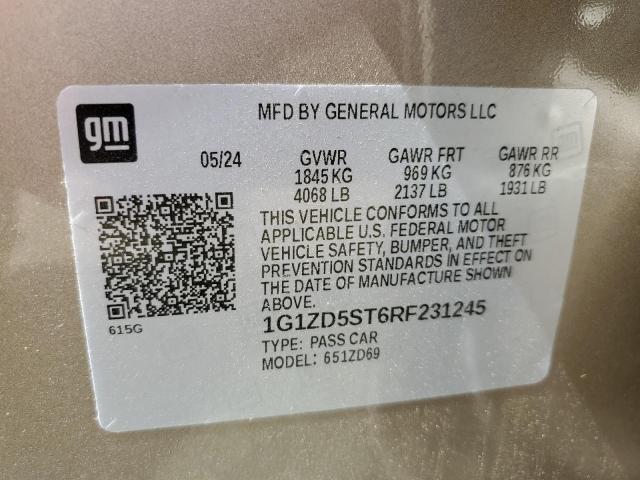 gm
MFD BY GENERAL MOTORS LLC
05/24 GVWR GAWR FRT GAWR RR
1845 KG 969 KG 876 KG
4068 LB 2137 LB 1931 LB
THIS VEHICLE CONFORMS TO ALL
APPLICABLE U.S. FEDERAL MOTOR
VEHICLE SAFETY, BUMPER, AND THEFT
PREVENTION STANDARDS IN EFFECT ON
THE DATE OF MANUFACTURE SHOWN
ABOVE.
615G
1G1ZD5ST6RF231245
TYPE: PASS CAR
MODEL: 651ZD69